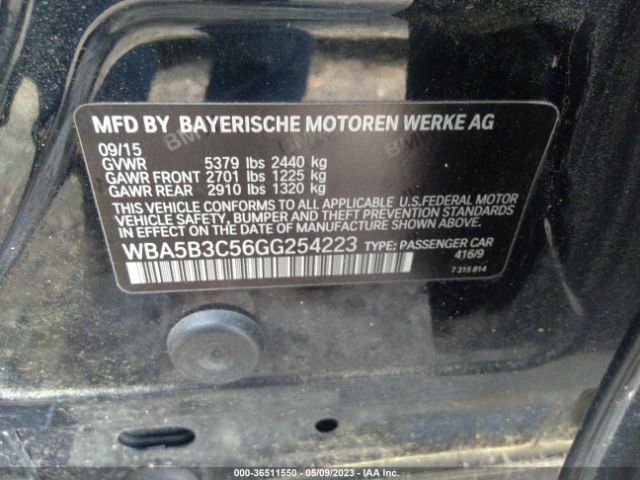 MFD BY BAYERISCHE MOTOREN WERKE AG
09/15
GVWR 5379 lbs 2440 kg
GAWR FRONT 2701 lbs 1225 kg
GAWR REAR 2910 lbs 1320 kg
THIS VEHICLE CONFORMS TO ALL APPLICABLE U.S.FEDERAL MOTOR
VEHICLE SAFETY, BUMPER AND THEFT PREVENTION STANDARDS
IN EFFECT ON THE DATE OF MANUFACTURE SHOWN ABOVE.
WBA5B3C56GG254223 TYPE: PASSENGER CAR
416/9
7 315 814
000-36511550 - 05/09/2023 - IAA Inc.